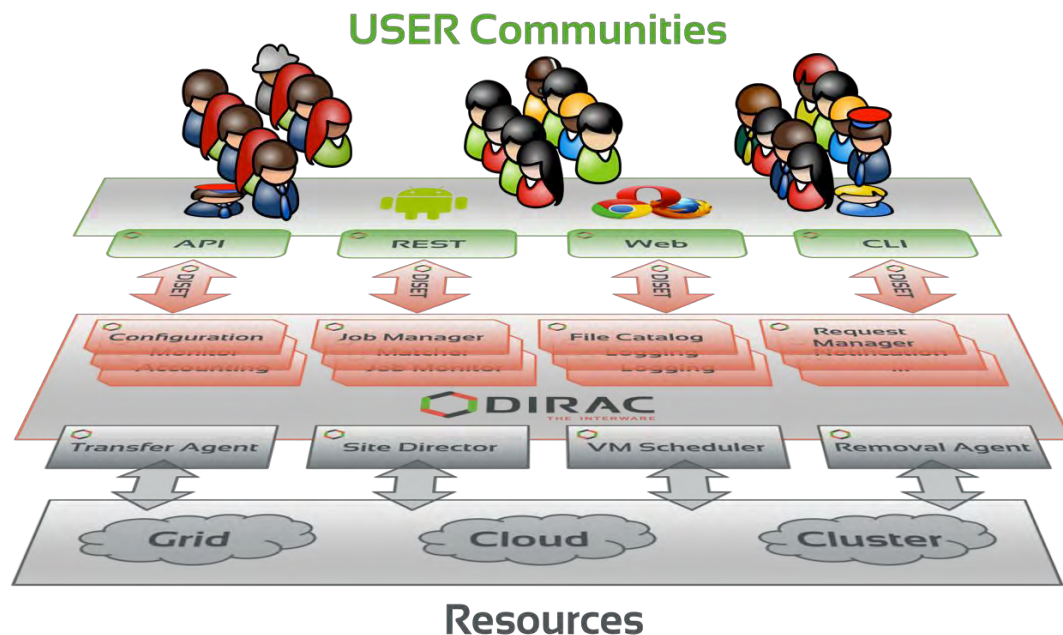 USER Communities
API
REST
Web
CLI
DISET
DISET
DISET
DISET
Configuration
Monitor
Accounting
Job Manager
Matcher
Job Monitor
File Catalog
Logging
Logging
Request
Manager
Notification
...
DIRAC
THE INTERWARE
Transfer Agent
Site Director
VM Scheduler
Removal Agent
Grid
Cloud
Cluster
Resources